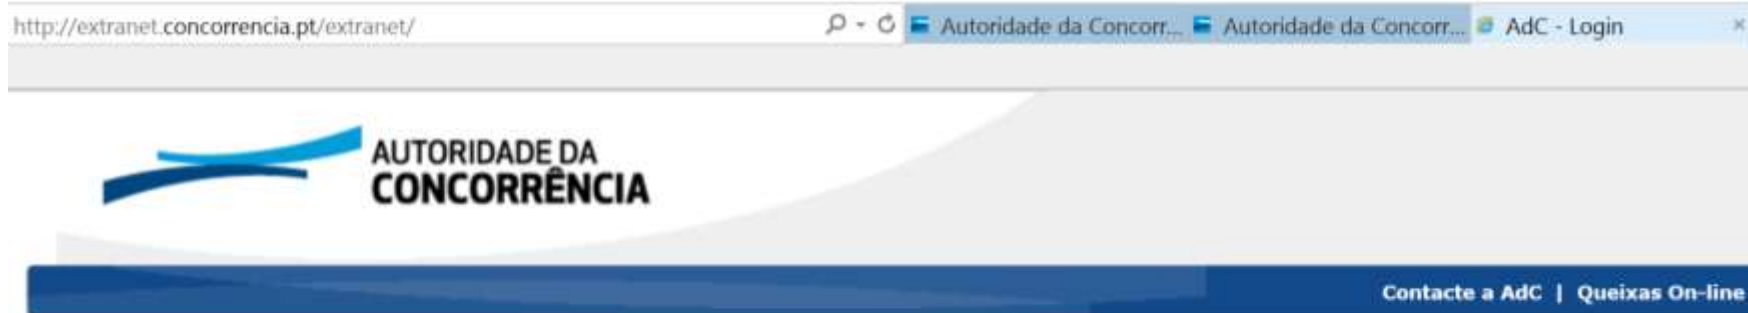 http://extranet.concorrencia.pt/extranet/ Autoridade da Concorr... Autoridade da Concorr... AdC - Login
AUTORIDADE DA
CONCORRÊNCIA
Contacte a AdC | Queixas On-line